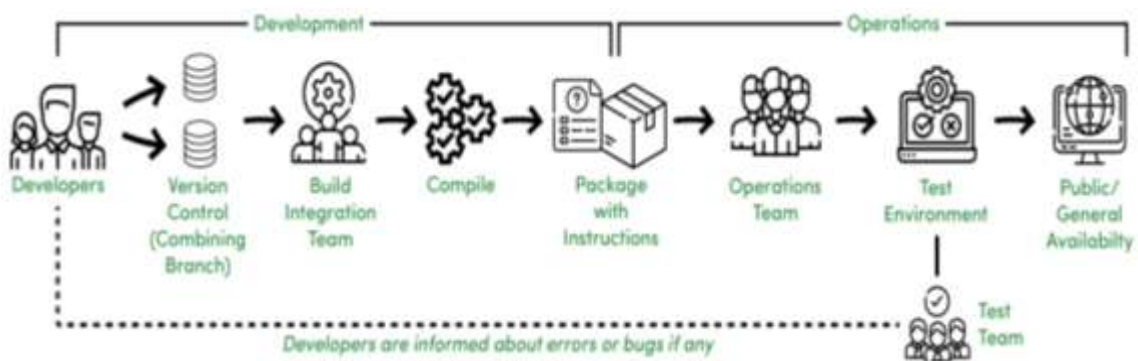 Development
Operations
Developers
Version
Control
(Combining
Branch)
Build
Integration
Team
Compile
Package
with
Instructions
Operations
Team
Test
Environment
Public/
General
Availabilty
Test
Team
Developers are informed about errors or bugs if any